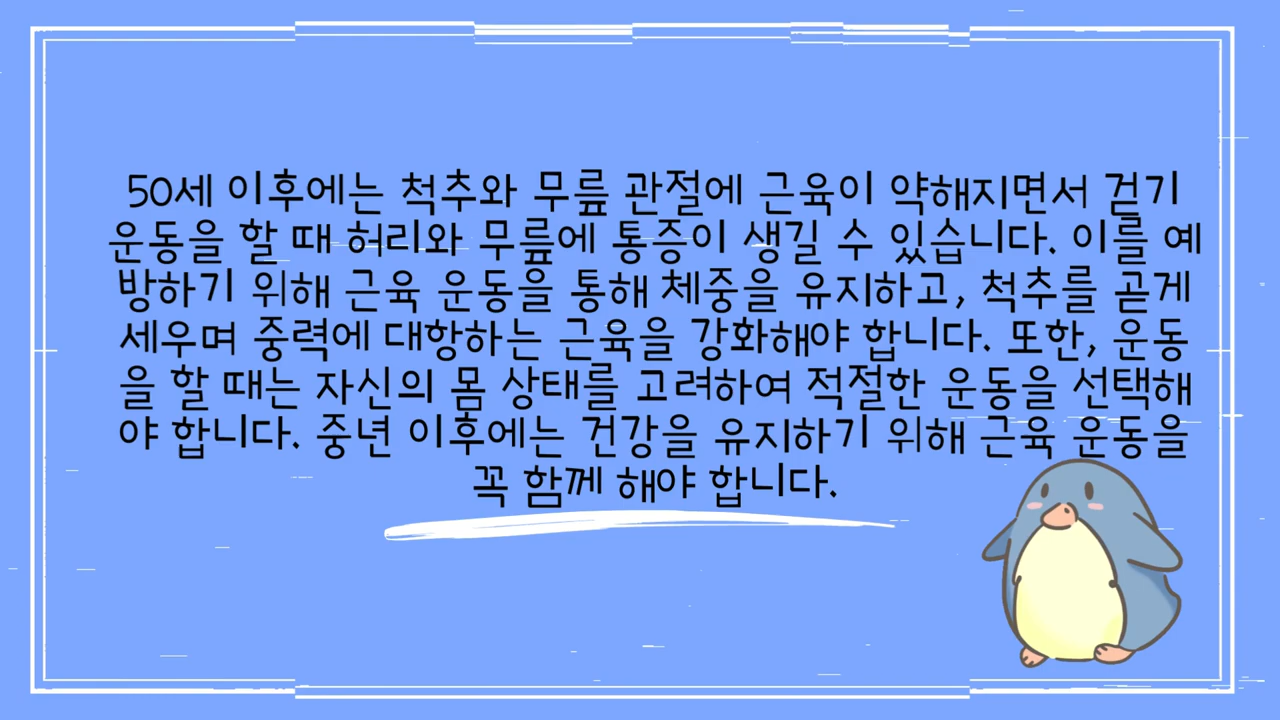 50세 이후에는 척추와 무릎 관절에 근육이 약해지면서 걷기
운동을 할 때 허리와 무릎에 통증이 생길 수 있습니다. 이를 예
방하기 위해 근육 운동을 통해 체중을 유지하고, 척추를 곧게
세우며 중력에 대항하는 근육을 강화해야 합니다. 또한, 운동
을 할 때는 자신의 몸 상태를 고려하여 적절한 운동을 선택해
야 합니다. 중년 이후에는 건강을 유지하기 위해 근육 운동을
꼭 함께 해야 합니다.